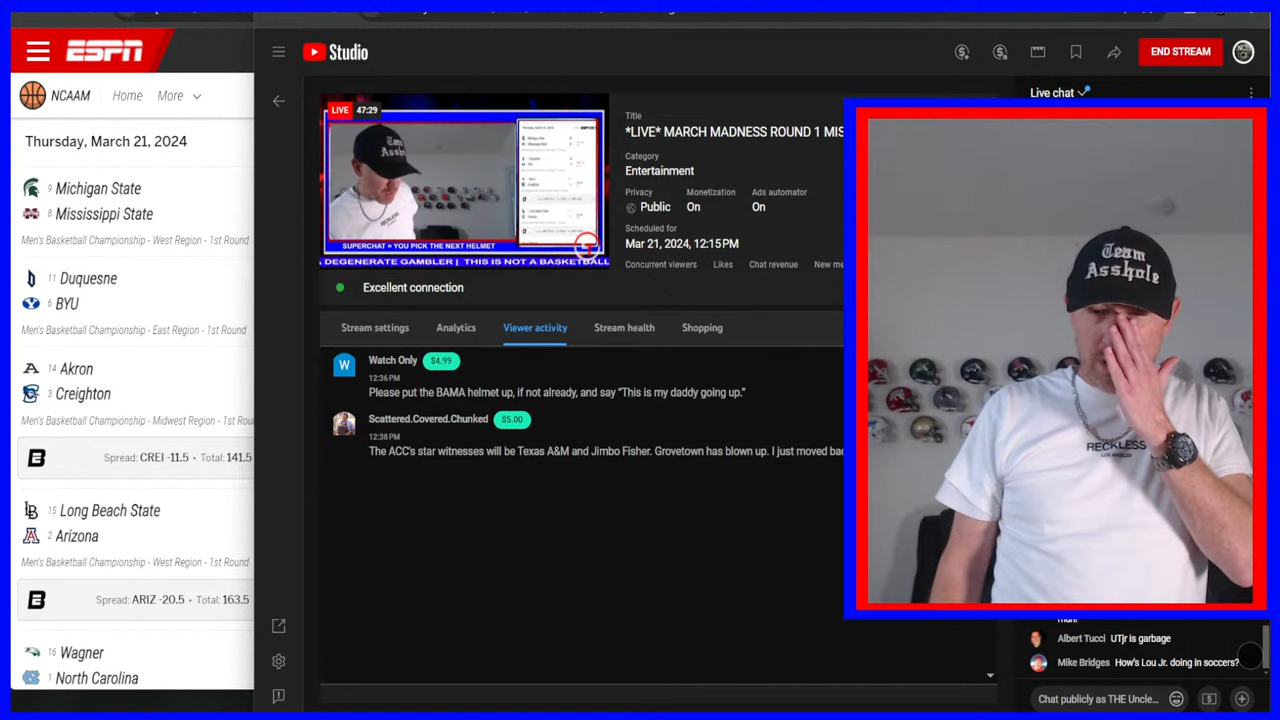 ESPN
NCAAM
Home
More
Thursday, March 21, 2024
9 Michigan State
8 Mississippi State
Men's Basketball Championship - West Region - 1st Round
11 Duquesne
6 BYU
Men's Basketball Championship - East Region - 1st Round
14 Akron
3 Creighton
Men's Basketball Championship - Midwest Region - 1st Round
Spread: CREI -11.5 • Total: 141.5
15 Long Beach State
2 Arizona
Men's Basketball Championship - West Region - 1st Round
Spread: ARIZ -20.5 • Total: 163.5
16 Wagner
1 North Carolina
Studio
END STREAM
LIVE 47:29
SUPERCHAT = YOU PICK THE NEXT HELMET
DEGENERATE GAMBLER | THIS IS NOT A BASKETBALL
Title
*LIVE* MARCH MADNESS ROUND 1 MIS
Category
Entertainment
Privacy
Monetization
Ads automator
Public
On
On
Scheduled for
Mar 21, 2024, 12:15 PM
Concurrent viewers
Likes
Chat revenue
New me
Excellent connection
Stream settings
Analytics
Viewer activity
Stream health
Shopping
W
Watch Only $4.99
12:36 PM
Please put the BAMA helmet up, if not already, and say "This is my daddy going up."
Scattered.Covered.Chunked $5.00
12:38 PM
The ACC's star witnesses will be Texas A&M and Jimbo Fisher. Grovetown has blown up. I just moved bac
Live chat
Team
Asshole
RECKLESS
LOS ANGELES
Albert Tucci UTjr is garbage
Mike Bridges How's Lou Jr. doing in soccers?
Chat publicly as THE Uncle...